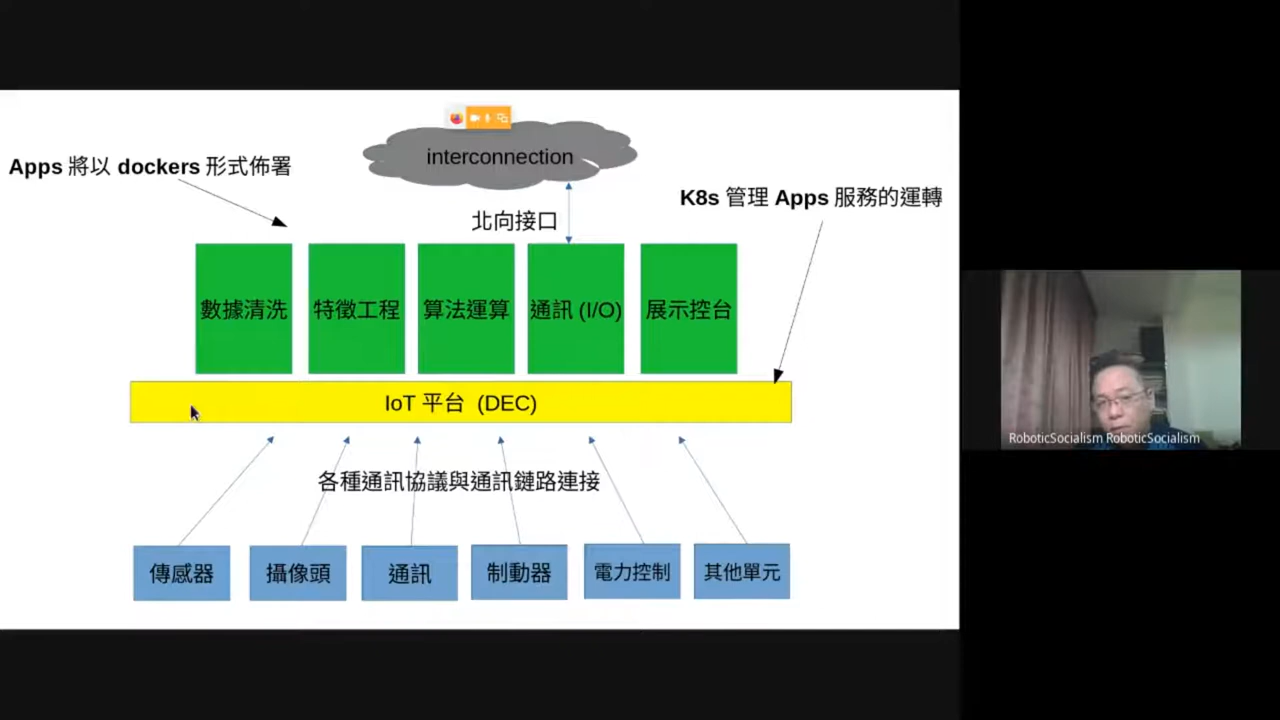 interconnection
Apps 將以 dockers 形式佈署
K8s 管理 Apps 服務的運轉
北向接口
數據清洗
特徵工程
算法運算
通訊 (I/O)
展示控台
IoT 平台 (DEC)
各種通訊協議與通訊鏈路連接
傳感器
攝像頭
通訊
制動器
電力控制
其他單元
RoboticSocialism RoboticSocialism